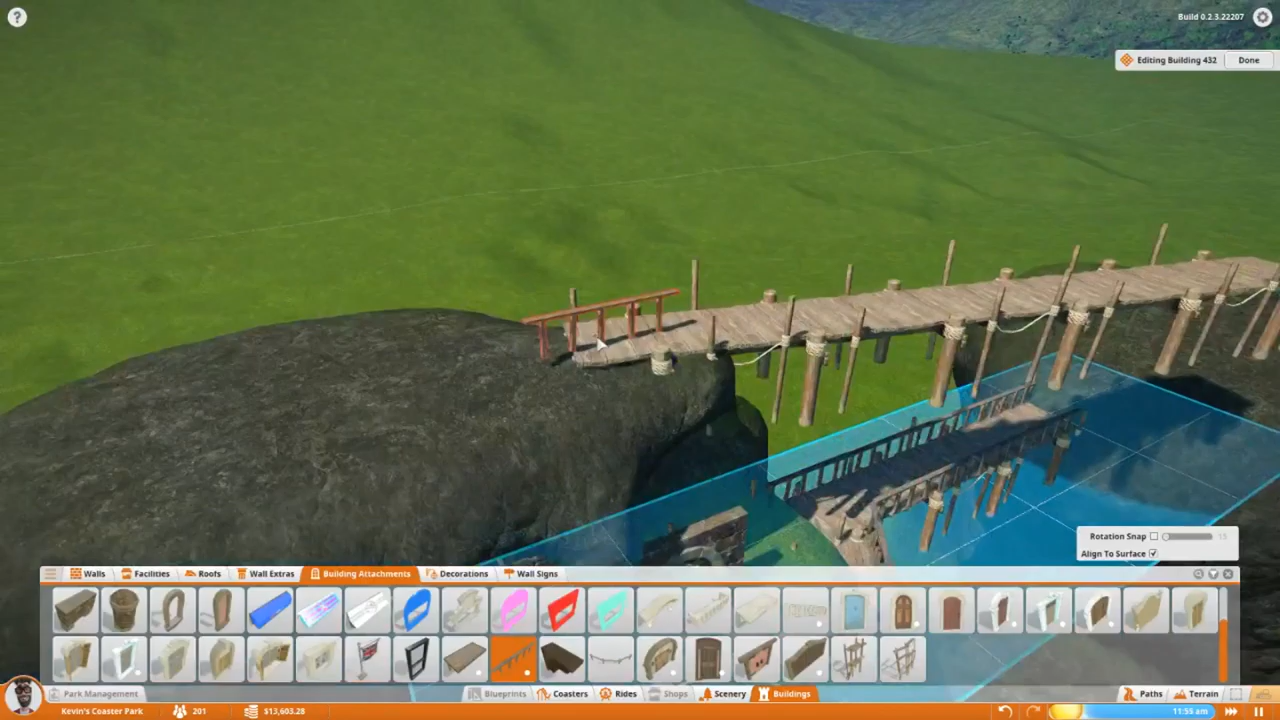 ?
Build 0.2.3.22207
Editing Building 432 Done
Rotation Snap 15
Align To Surface
Walls Facilities Roofs Wall Extras Building Attachments Decorations Wall Signs
Park Management Blueprints Coasters Rides Shops Scenery Buildings Paths Terrain
Kevin's Coaster Park 201 $13,603.28 11:55 am